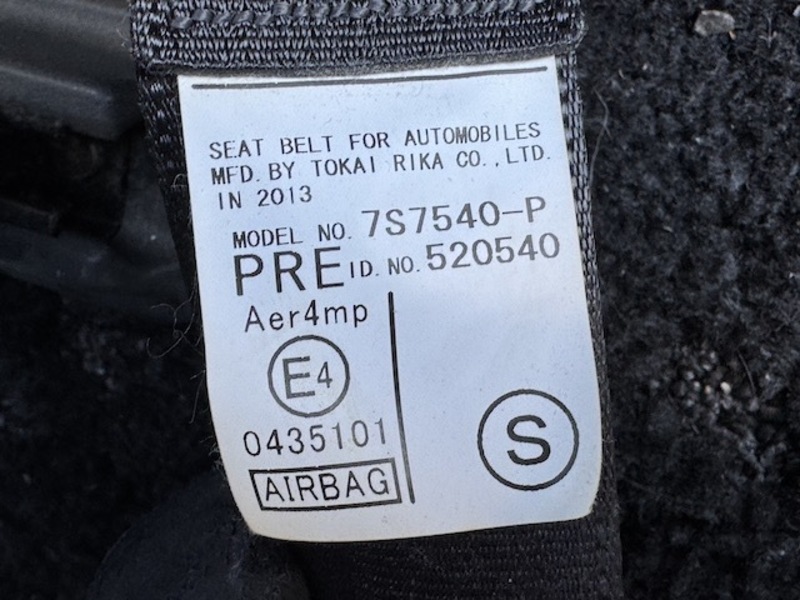 SEAT BELT FOR AUTOMOBILES
MFD. BY TOKAI RIKA CO., LTD.
IN 2013
MODEL NO. 7S7540-P
PRE ID. NO. 520540
Aer4mp
E4
0435101
AIRBAG
S